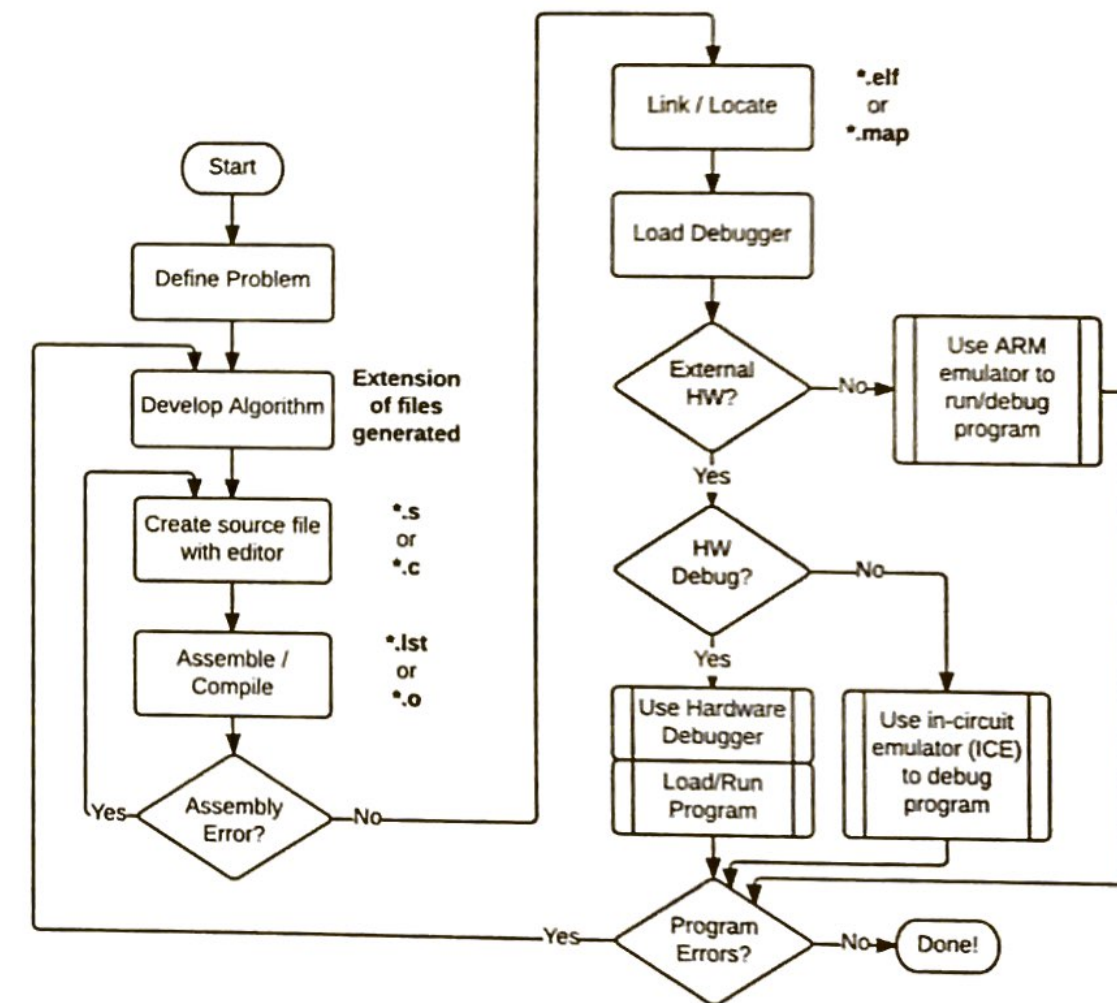 Start
Define Problem
Develop Algorithm
Extension
of files
generated
Create source file
with editor
*.s
or
*.c
Assemble /
Compile
*.lst
or
*.o
Assembly
Error?
Yes
No
Link / Locate
*.elf
or
*.map
Load Debugger
External
HW?
No
Use ARM
emulator to
run/debug
program
Yes
HW
Debug?
No
Yes
Use Hardware
Debugger
Load/Run
Program
Use in-circuit
emulator (ICE)
to debug
program
Program
Errors?
Yes
No
Done!